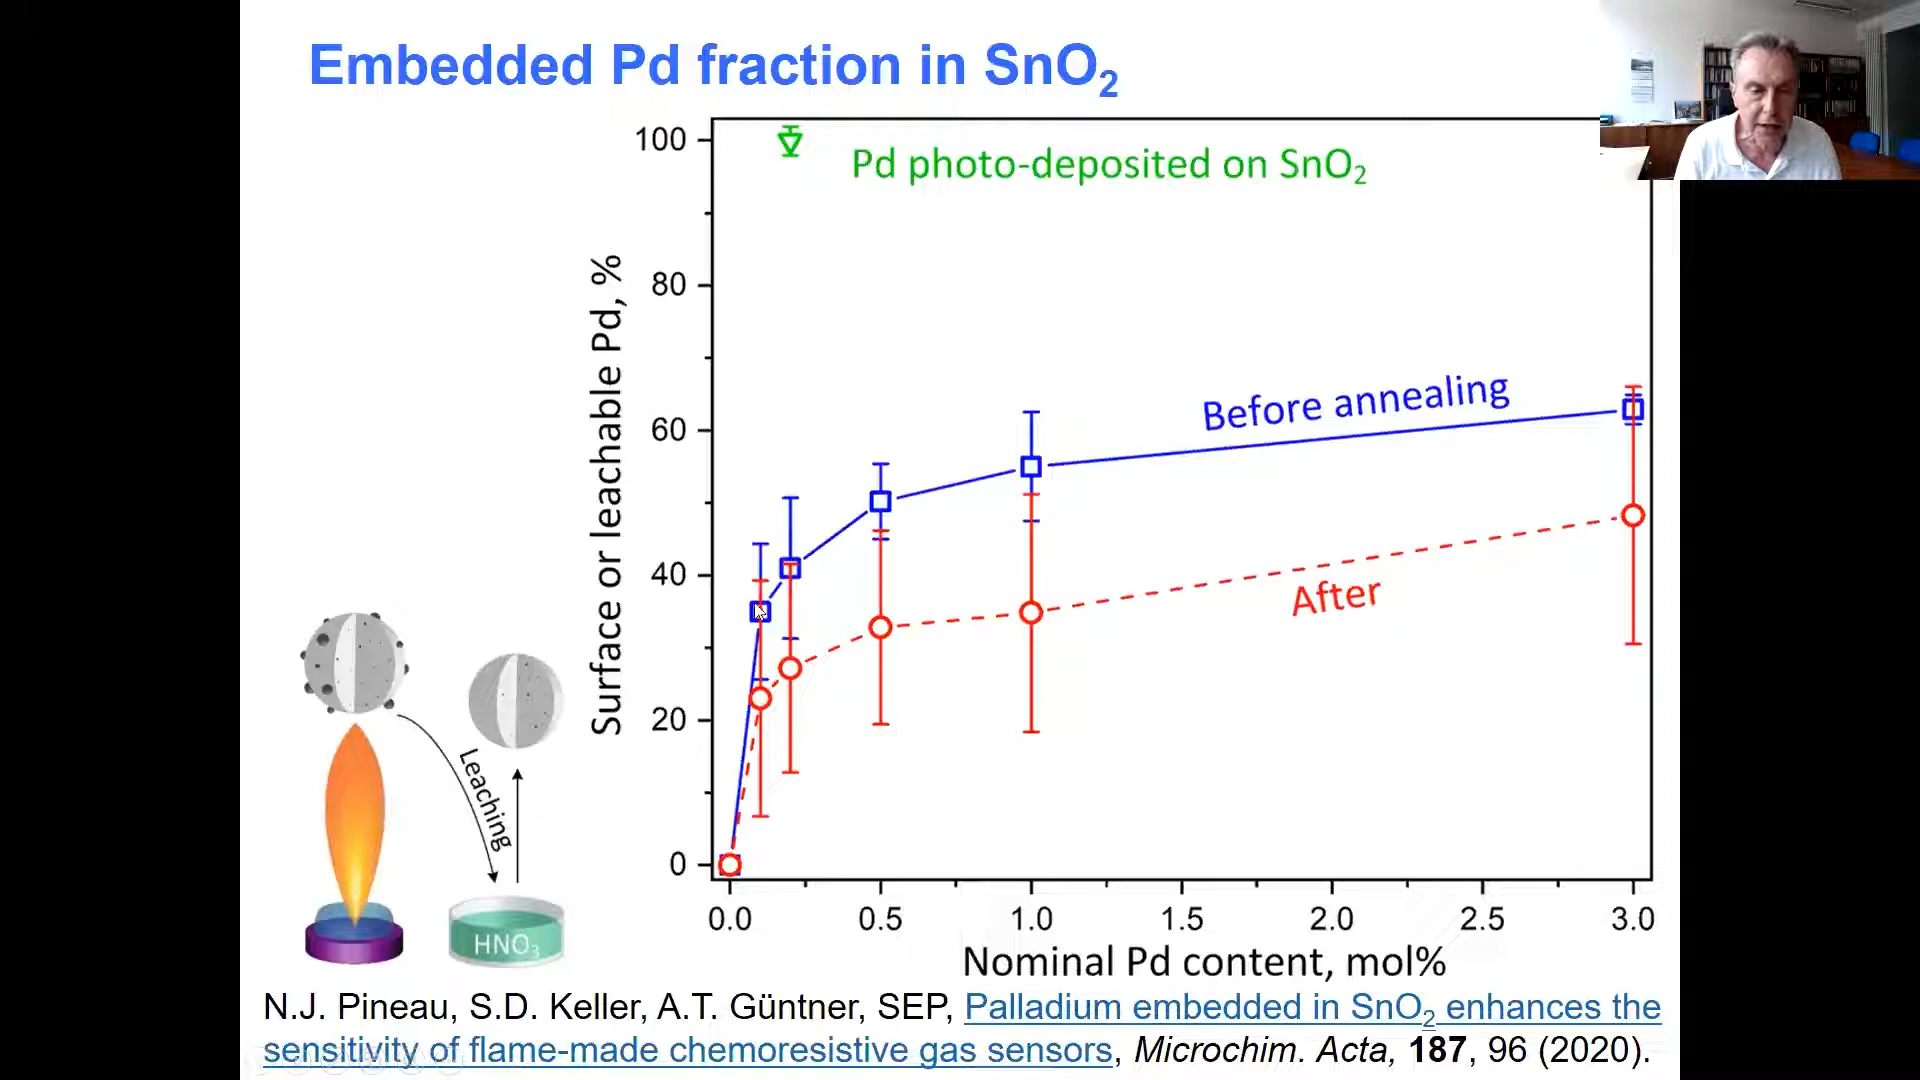 Embedded Pd fraction in SnO₂
100
80
60
40
20
0
Surface or leachable Pd, %
Pd photo-deposited on SnO₂
Before annealing
After
0.0 0.5 1.0 1.5 2.0 2.5 3.0
Nominal Pd content, mol%
Leaching
HNO₃
N.J. Pineau, S.D. Keller, A.T. Güntner, SEP, Palladium embedded in SnO₂ enhances the
sensitivity of flame-made chemoresistive gas sensors, Microchim. Acta, 187, 96 (2020).